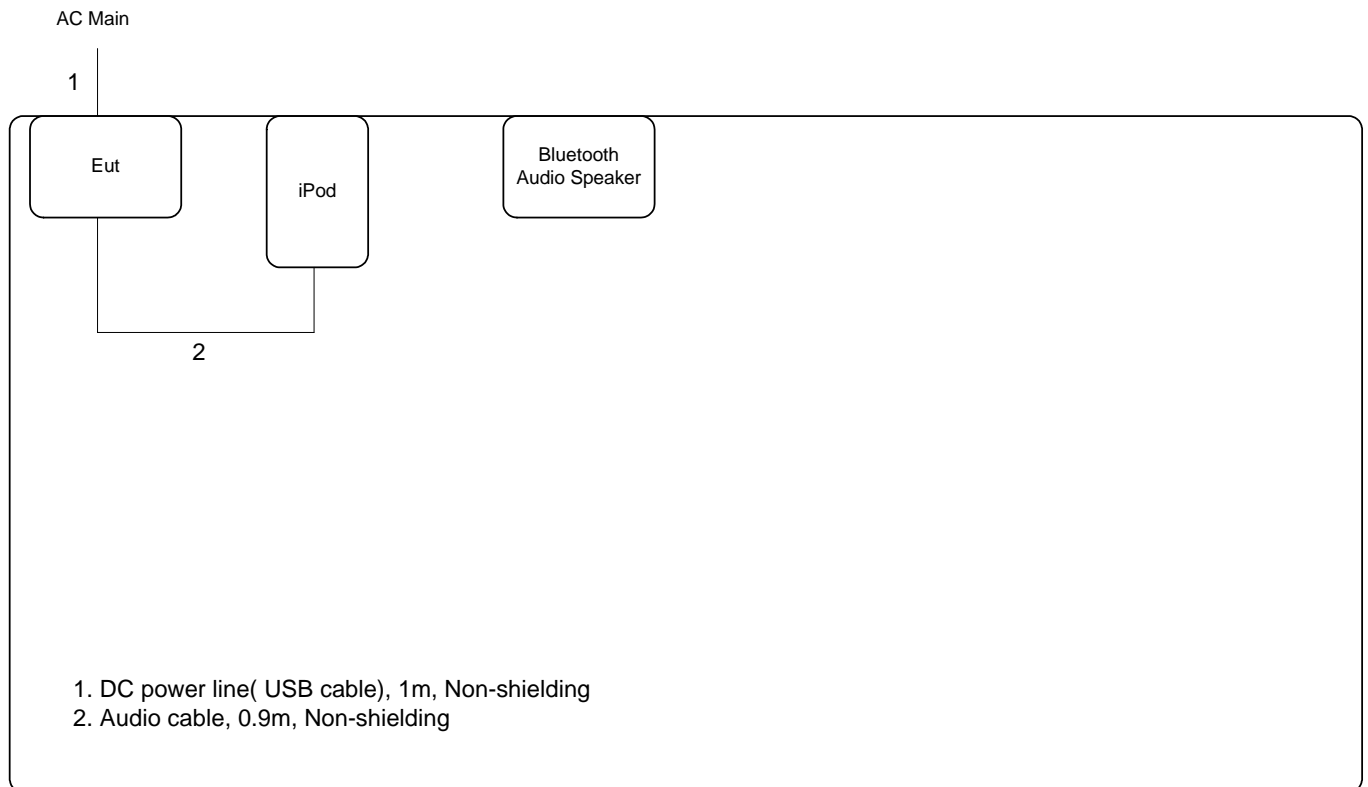 AC Main
1
Eut
iPod
Bluetooth
Audio Speaker
2
1. DC power line( USB cable), 1m, Non-shielding
2. Audio cable, 0.9m, Non-shielding